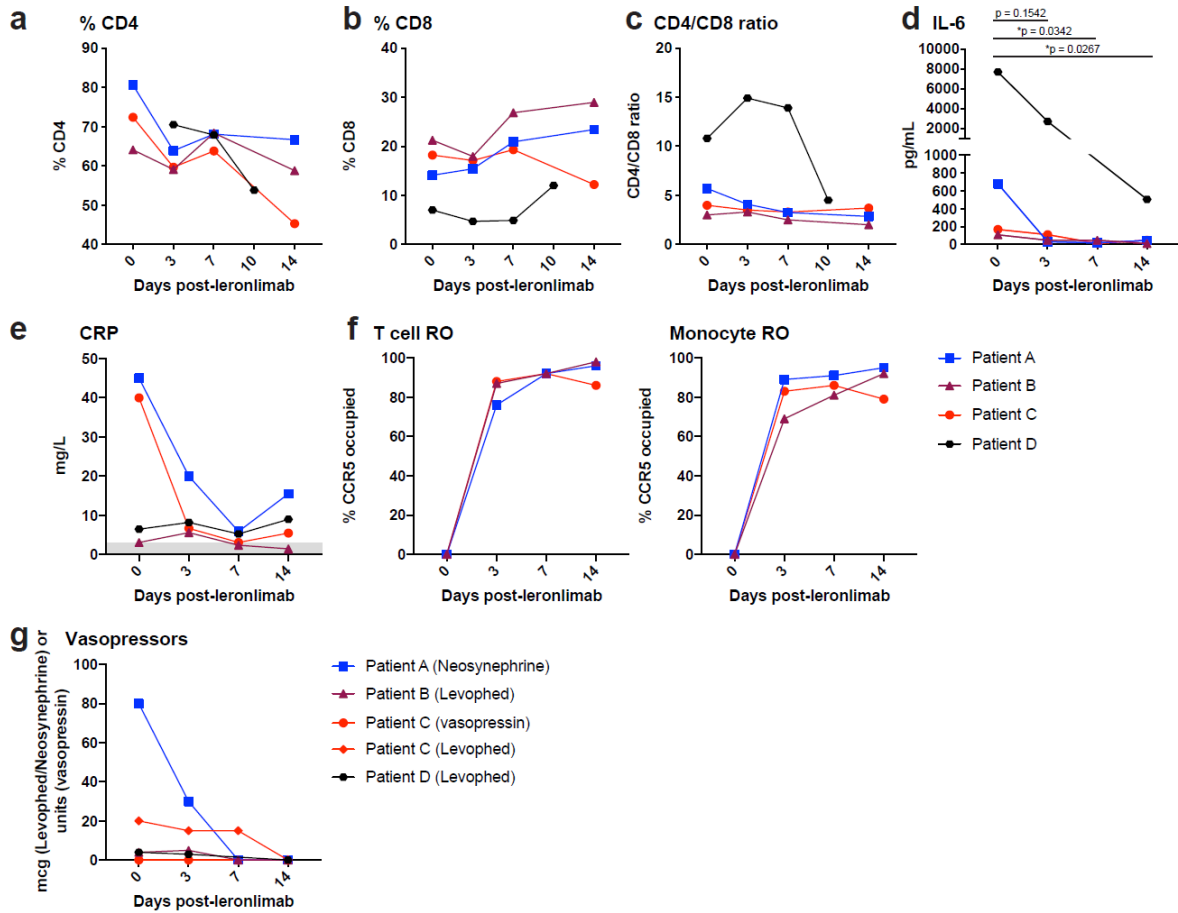 a % CD4
% CD4
90
80
70
60
50
40
0 3 7 10 14
Days post-leronlimab
b % CD8
% CD8
40
30
20
10
0
0 3 7 10 14
Days post-leronlimab
c CD4/CD8 ratio
CD4/CD8 ratio
20
15
10
5
0
0 3 7 10 14
Days post-leronlimab
d IL-6
p = 0.1542
*p = 0.0342
*p = 0.0267
pg/mL
10000
8000
6000
4000
2000
1000
800
600
400
200
0
0 3 7 14
Days post-leronlimab
e CRP
mg/L
50
40
30
20
10
0
0 3 7 14
Days post-leronlimab
f T cell RO
% CCR5 occupied
100
80
60
40
20
0
0 3 7 14
Days post-leronlimab
Monocyte RO
% CCR5 occupied
100
80
60
40
20
0
0 3 7 14
Days post-leronlimab
Patient A
Patient B
Patient C
Patient D
g Vasopressors
mcg (Levophed/Neosynephrine) or
units (vasopressin)
100
80
60
40
20
0
0 3 7 14
Days post-leronlimab
Patient A (Neosynephrine)
Patient B (Levophed)
Patient C (vasopressin)
Patient C (Levophed)
Patient D (Levophed)